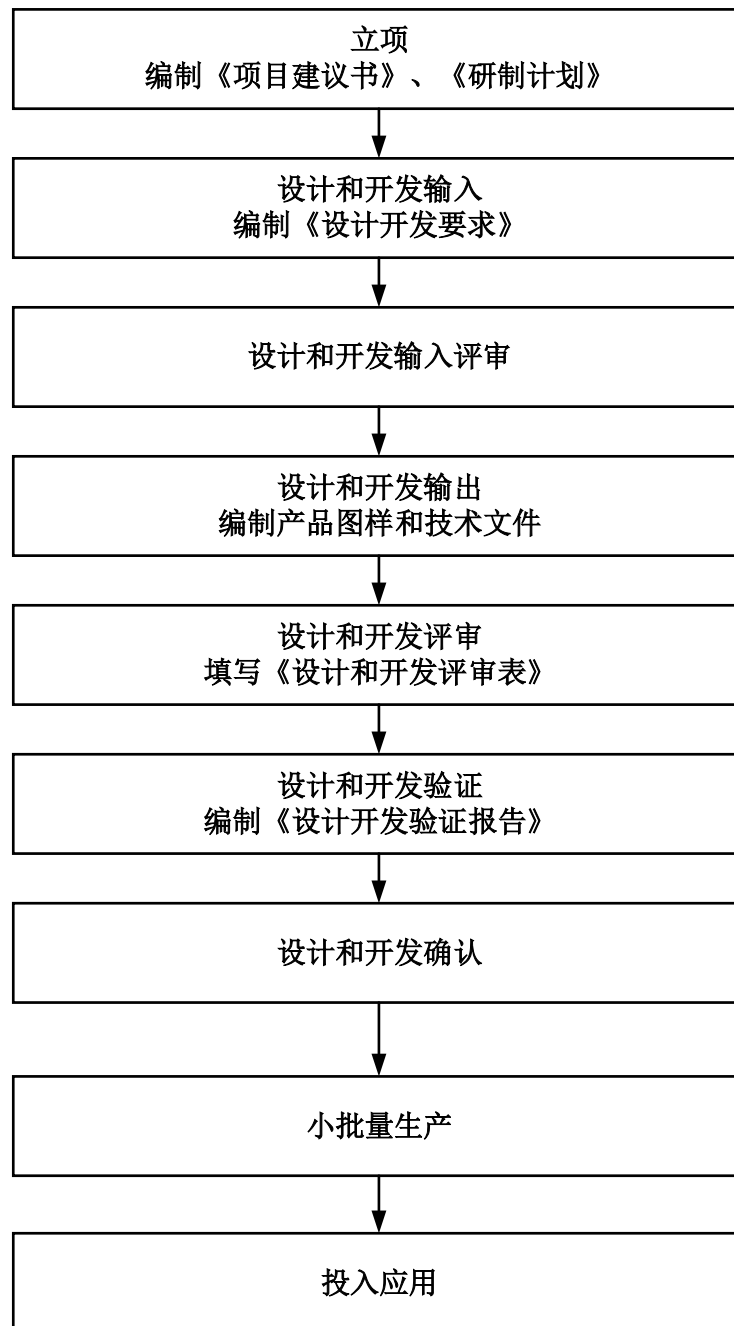 立项
编制《项目建议书》、《研制计划》
设计和开发输入
编制《设计开发要求》
设计和开发输入评审
设计和开发输出
编制产品图样和技术文件
设计和开发评审
填写《设计和开发评审表》
设计和开发验证
编制《设计开发验证报告》
设计和开发确认
小批量生产
投入应用